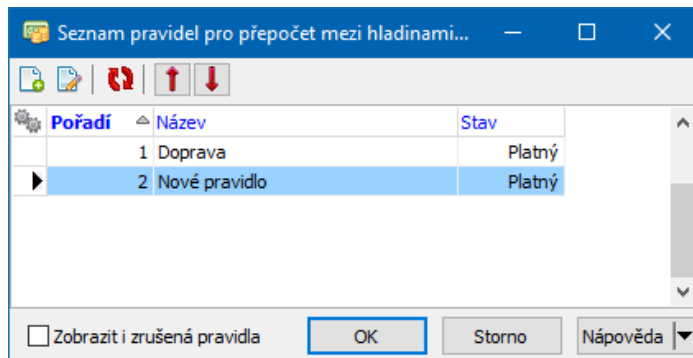 Seznam pravidel pro přepočet mezi hladinami...
Pořadí Název Stav
1 Doprava Platný
2 Nové pravidlo Platný
Zobrazit i zrušená pravidla OK Storno Nápověda